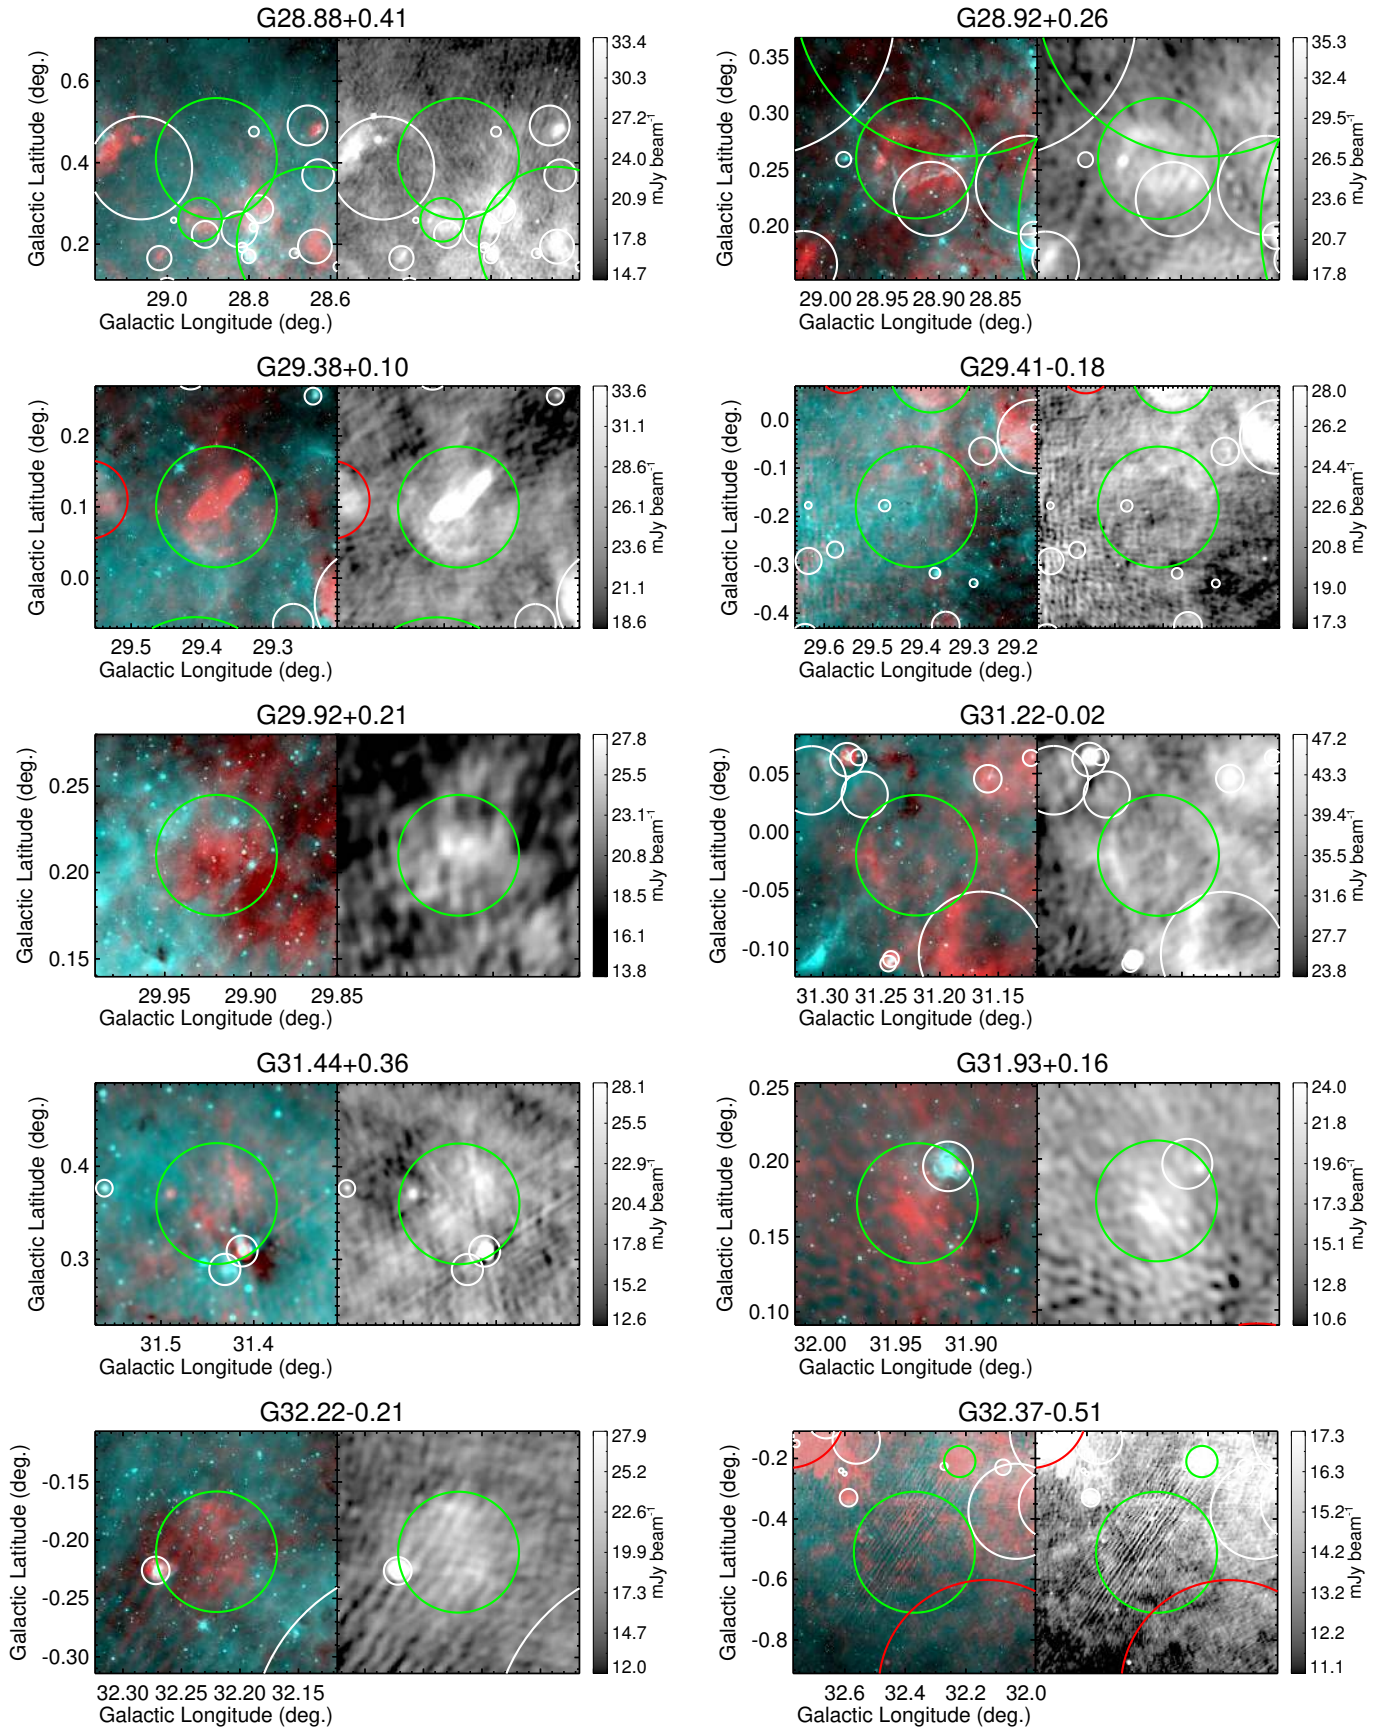 G28.88+0.41
G28.92+0.26
Galactic Latitude (deg.)
0.6
0.4
0.2
29.0 28.8 28.6
Galactic Longitude (deg.)
33.4
30.3
27.2
24.0
20.9
17.8
14.7
mJy beam-1
Galactic Latitude (deg.)
0.35
0.30
0.25
0.20
29.00 28.95 28.90 28.85
Galactic Longitude (deg.)
35.3
32.4
29.5
26.5
23.6
20.7
17.8
mJy beam-1
G29.38+0.10
G29.41-0.18
Galactic Latitude (deg.)
0.2
0.1
0.0
29.5 29.4 29.3
Galactic Longitude (deg.)
33.6
31.1
28.6
26.1
23.6
21.1
18.6
mJy beam-1
Galactic Latitude (deg.)
0.0
-0.1
-0.2
-0.3
-0.4
29.6 29.5 29.4 29.3 29.2
Galactic Longitude (deg.)
28.0
26.2
24.4
22.6
20.8
19.0
17.3
mJy beam-1
G29.92+0.21
G31.22-0.02
Galactic Latitude (deg.)
0.25
0.20
0.15
29.95 29.90 29.85
Galactic Longitude (deg.)
27.8
25.5
23.1
20.8
18.5
16.1
13.8
mJy beam-1
Galactic Latitude (deg.)
0.05
0.00
-0.05
-0.10
31.30 31.25 31.20 31.15
Galactic Longitude (deg.)
47.2
43.3
39.4
35.5
31.6
27.7
23.8
mJy beam-1
G31.44+0.36
G31.93+0.16
Galactic Latitude (deg.)
0.4
0.3
31.5 31.4
Galactic Longitude (deg.)
28.1
25.5
22.9
20.4
17.8
15.2
12.6
mJy beam-1
Galactic Latitude (deg.)
0.25
0.20
0.15
0.10
32.00 31.95 31.90
Galactic Longitude (deg.)
24.0
21.8
19.6
17.3
15.1
12.8
10.6
mJy beam-1
G32.22-0.21
G32.37-0.51
Galactic Latitude (deg.)
-0.15
-0.20
-0.25
-0.30
32.30 32.25 32.20 32.15
Galactic Longitude (deg.)
27.9
25.2
22.6
19.9
17.3
14.7
12.0
mJy beam-1
Galactic Latitude (deg.)
-0.2
-0.4
-0.6
-0.8
32.6 32.4 32.2 32.0
Galactic Longitude (deg.)
17.3
16.3
15.2
14.2
13.2
12.2
11.1
mJy beam-1